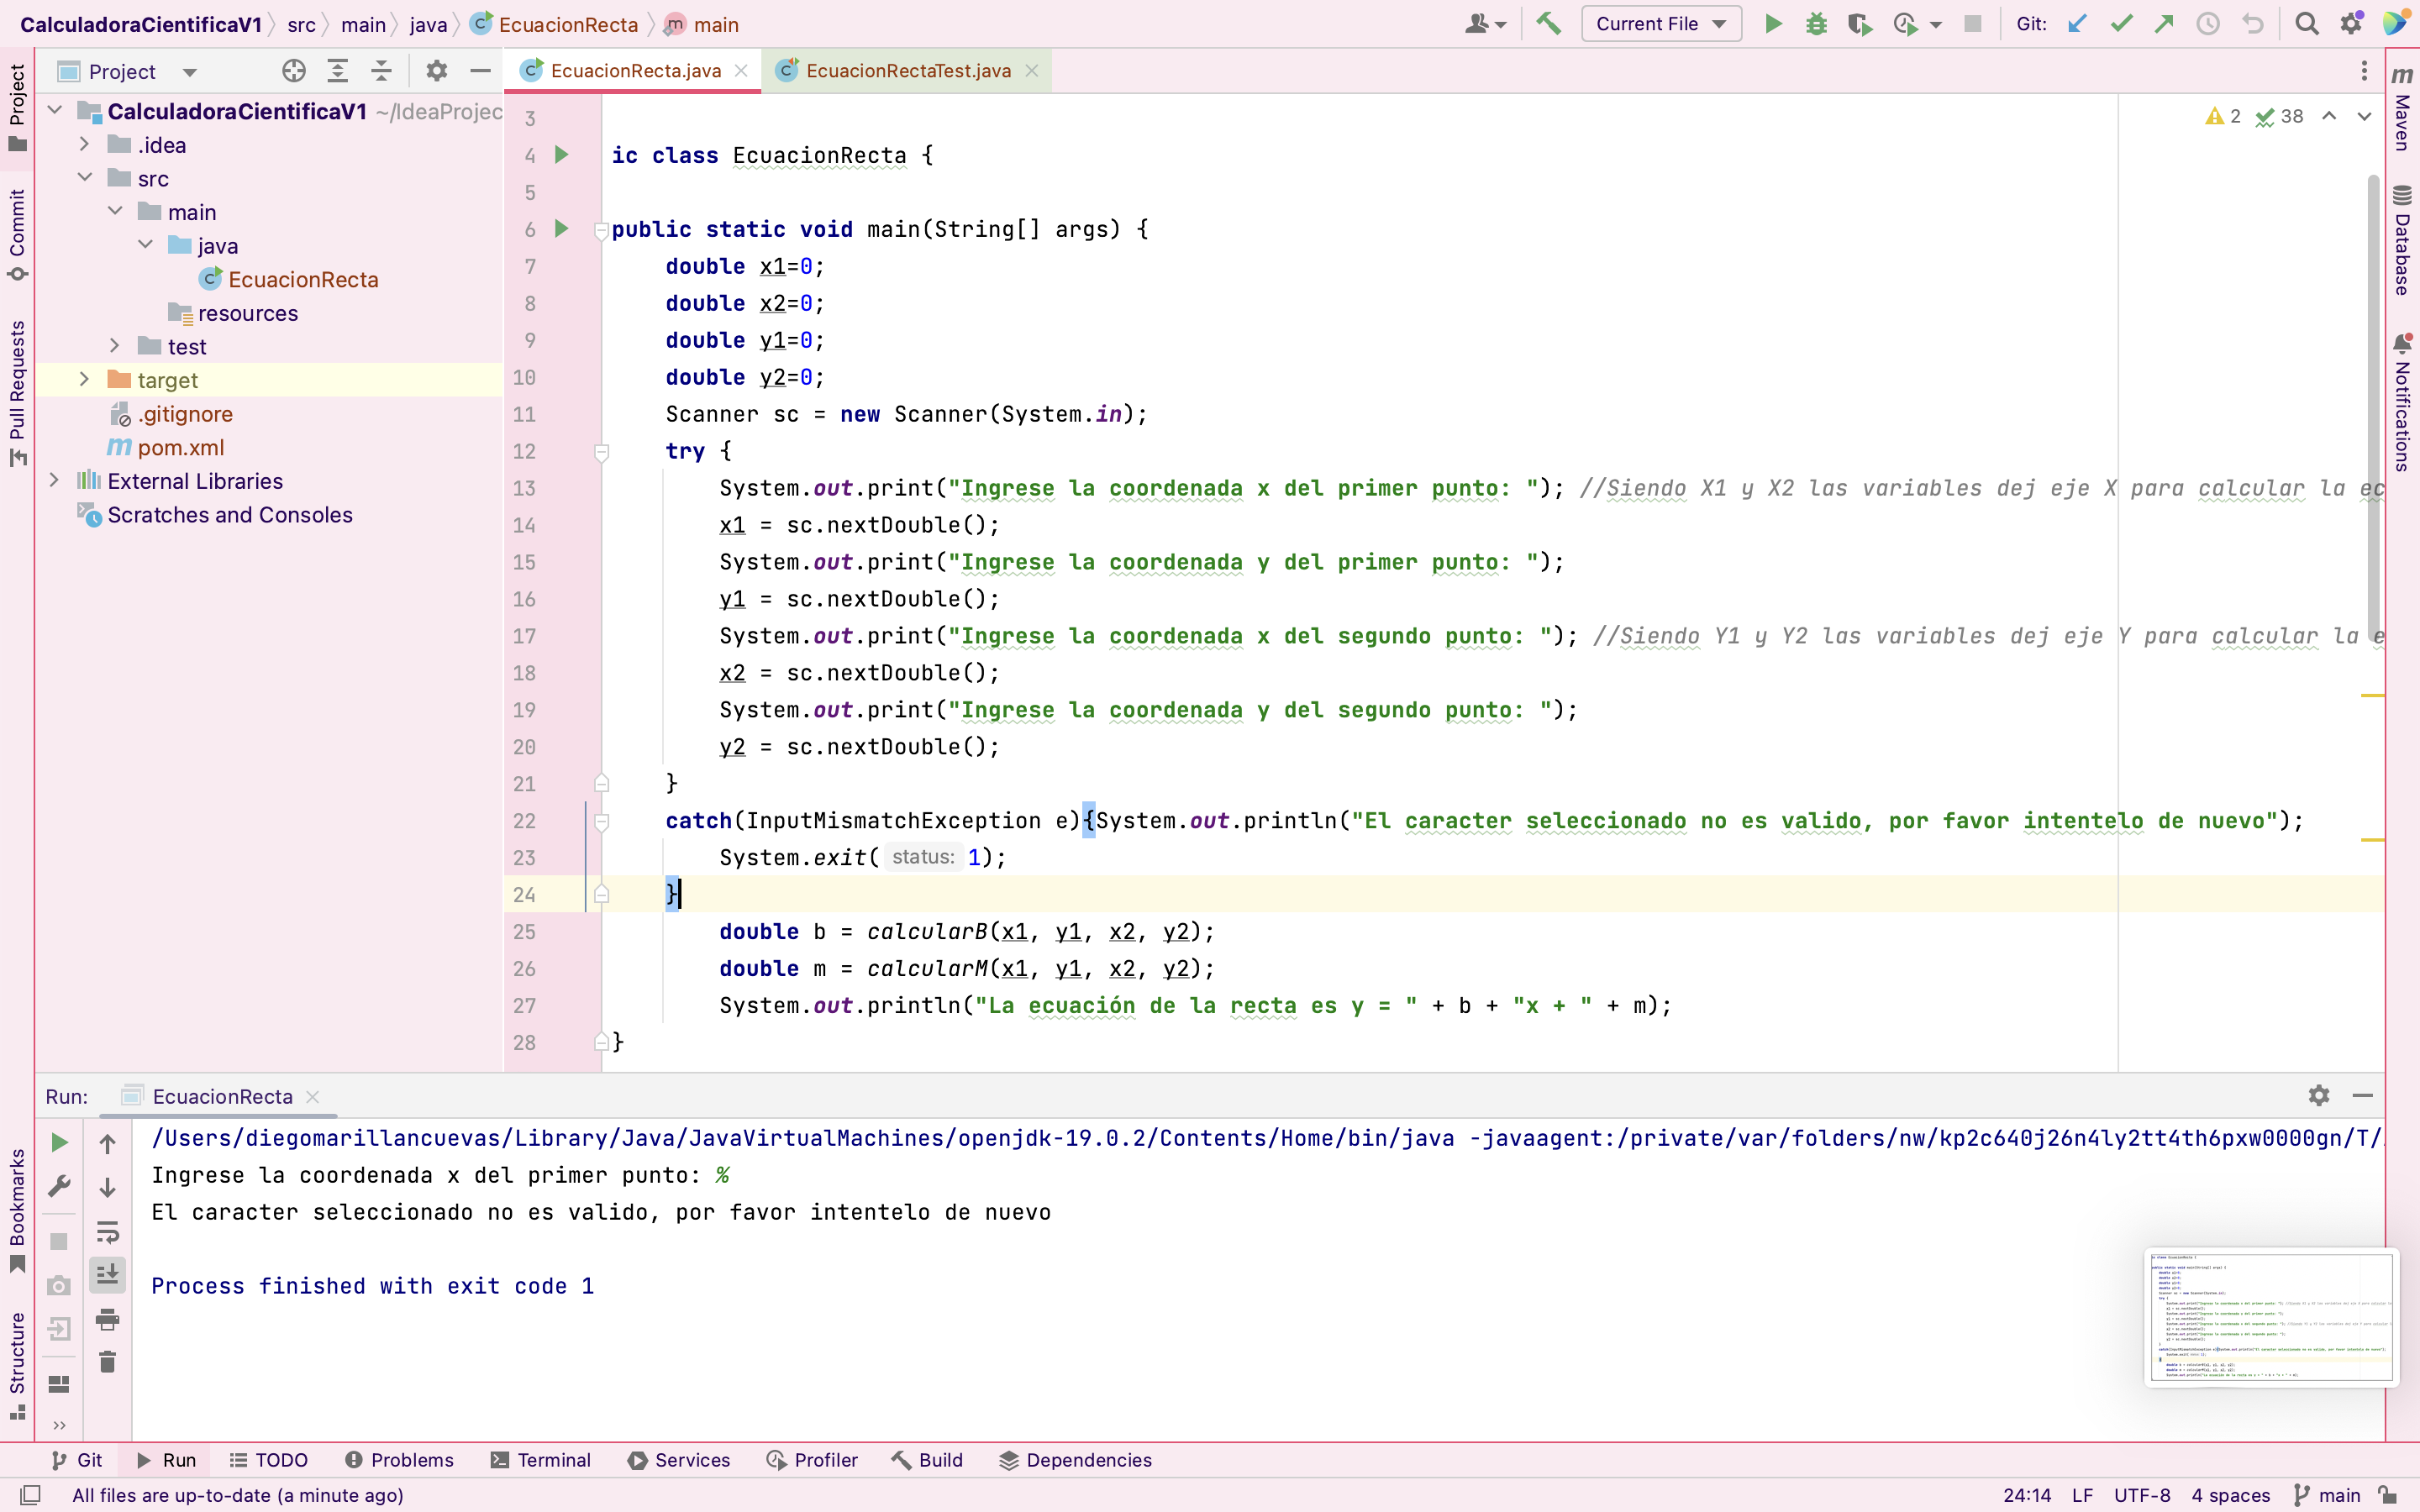 CalculadoraCientificaV1 src main java EcuacionRecta main
Current File
Git:
Project
EcuacionRecta.java
EcuacionRectaTest.java
CalculadoraCientificaV1 ~/IdeaProjec
.idea
src
main
java
EcuacionRecta
resources
test
target
.gitignore
pom.xml
External Libraries
Scratches and Consoles
Project
Commit
Pull Requests
Bookmarks
Structure
Maven
Database
Notifications
2 38
3
4 ic class EcuacionRecta {
5
6 public static void main(String[] args) {
7 double x1=0;
8 double x2=0;
9 double y1=0;
10 double y2=0;
11 Scanner sc = new Scanner(System.in);
12 try {
13 System.out.print("Ingrese la coordenada x del primer punto: "); //Siendo X1 y X2 las variables dej eje X para calcular la ec
14 x1 = sc.nextDouble();
15 System.out.print("Ingrese la coordenada y del primer punto: ");
16 y1 = sc.nextDouble();
17 System.out.print("Ingrese la coordenada x del segundo punto: "); //Siendo Y1 y Y2 las variables dej eje Y para calcular la e
18 x2 = sc.nextDouble();
19 System.out.print("Ingrese la coordenada y del segundo punto: ");
20 y2 = sc.nextDouble();
21 }
22 catch(InputMismatchException e){System.out.println("El caracter seleccionado no es valido, por favor intentelo de nuevo");
23 System.exit( status: 1);
24 }
25 double b = calcularB(x1, y1, x2, y2);
26 double m = calcularM(x1, y1, x2, y2);
27 System.out.println("La ecuación de la recta es y = " + b + "x + " + m);
28 }
Run: EcuacionRecta
/Users/diegomarillancuevas/Library/Java/JavaVirtualMachines/openjdk-19.0.2/Contents/Home/bin/java -javaagent:/private/var/folders/nw/kp2c640j26n4ly2tt4th6pxw0000gn/T/
Ingrese la coordenada x del primer punto: %
El caracter seleccionado no es valido, por favor intentelo de nuevo
Process finished with exit code 1
Git Run TODO Problems Terminal Services Profiler Build Dependencies
All files are up-to-date (a minute ago)
24:14 LF UTF-8 4 spaces main